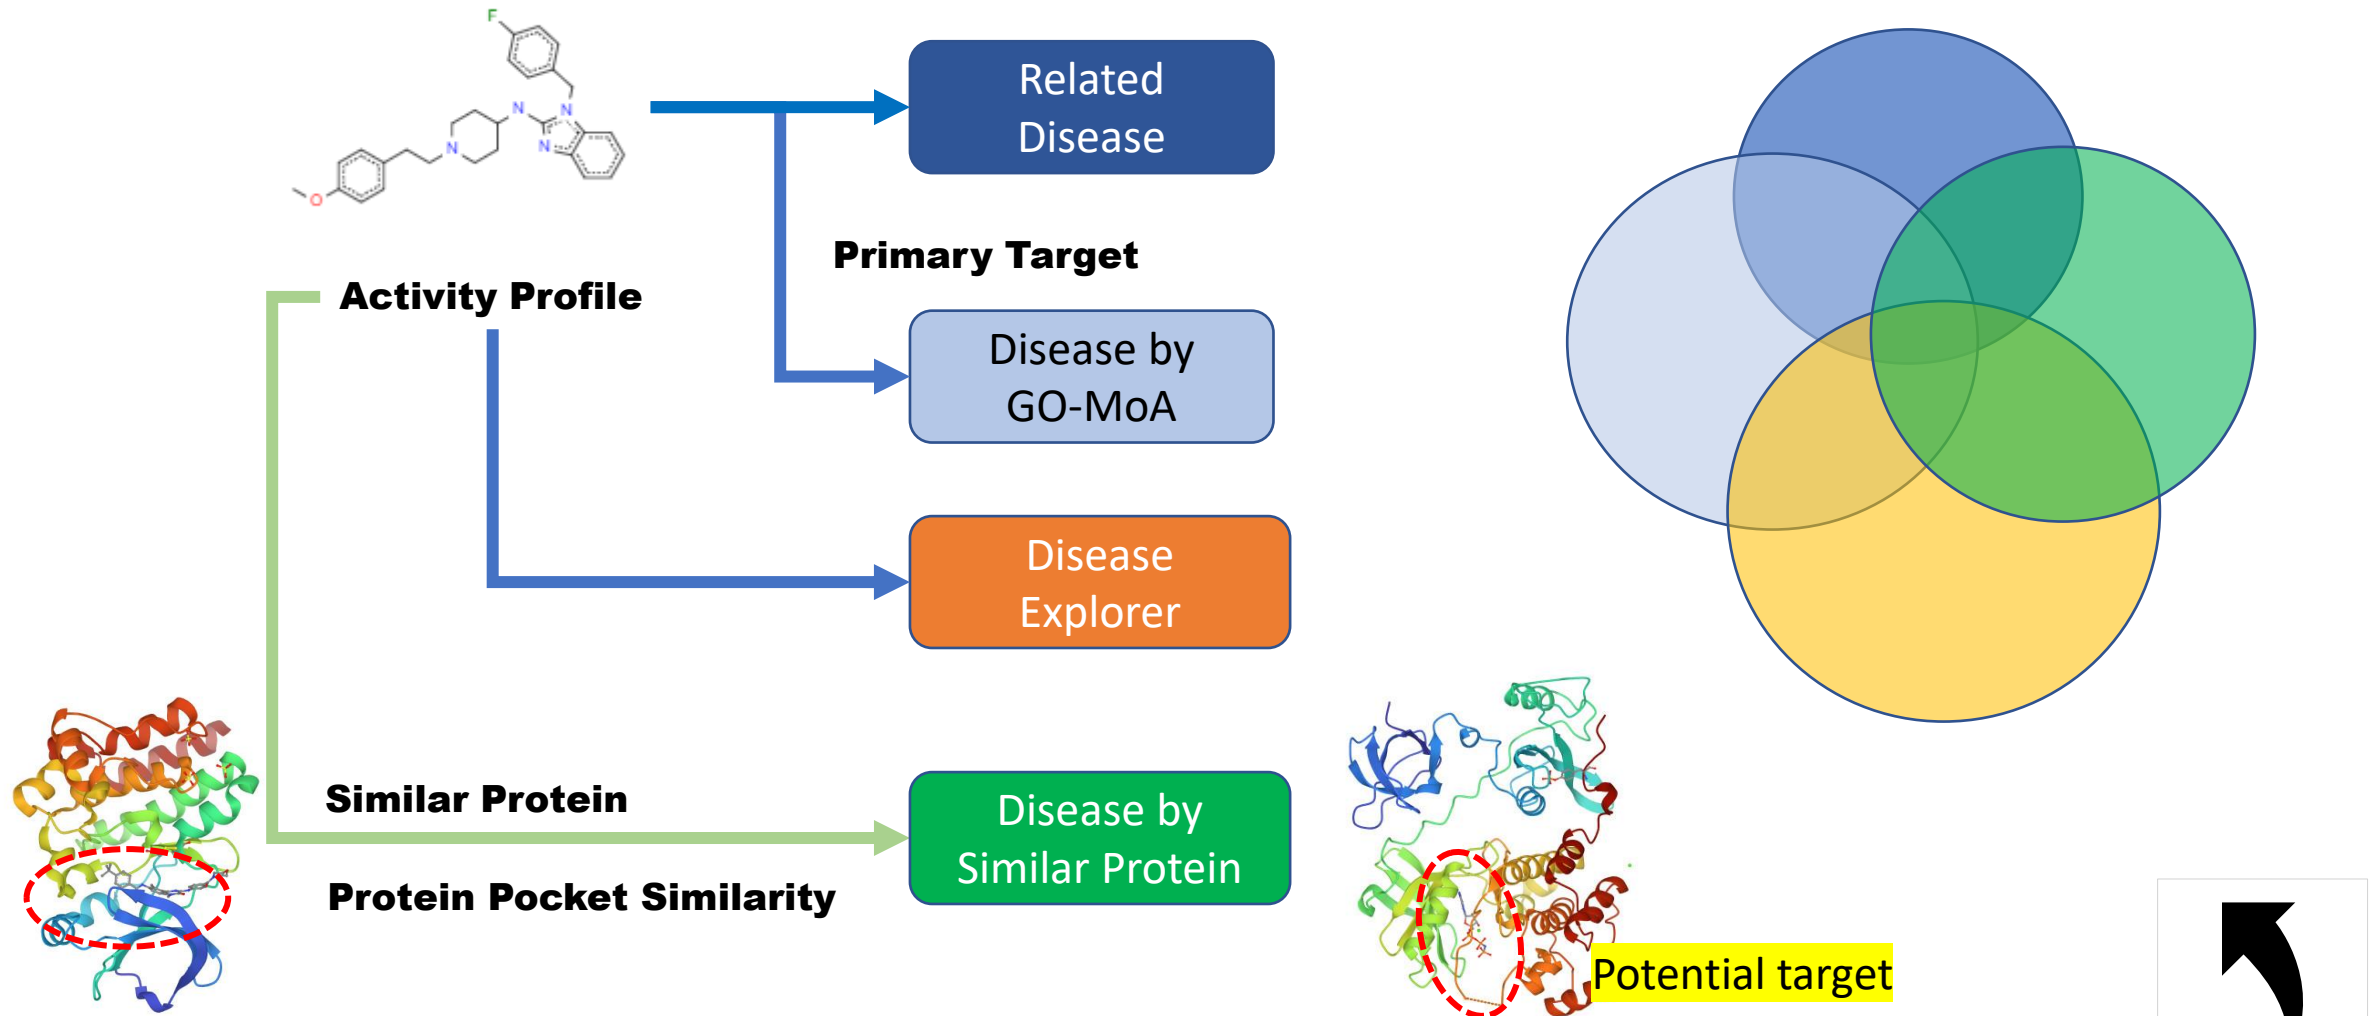 F
N
N
N
N
O
Related
Disease
Primary Target
Activity Profile
Disease by
GO-MoA
Disease
Explorer
Similar Protein
Disease by
Similar Protein
Protein Pocket Similarity
Potential target